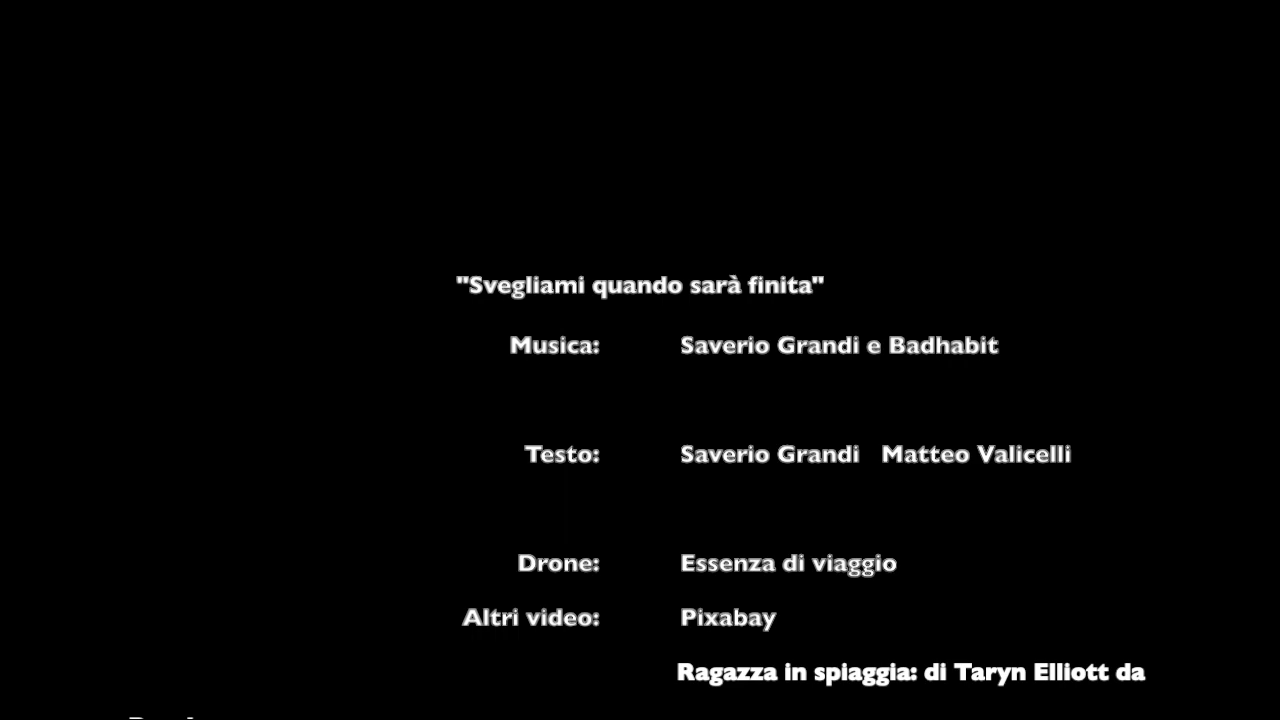 "Svegliami quando sarà finita"
Musica: Saverio Grandi e Badhabit
Testo: Saverio Grandi Matteo Valicelli
Drone: Essenza di viaggio
Altri video: Pixabay
Ragazza in spiaggia: di Taryn Elliott da